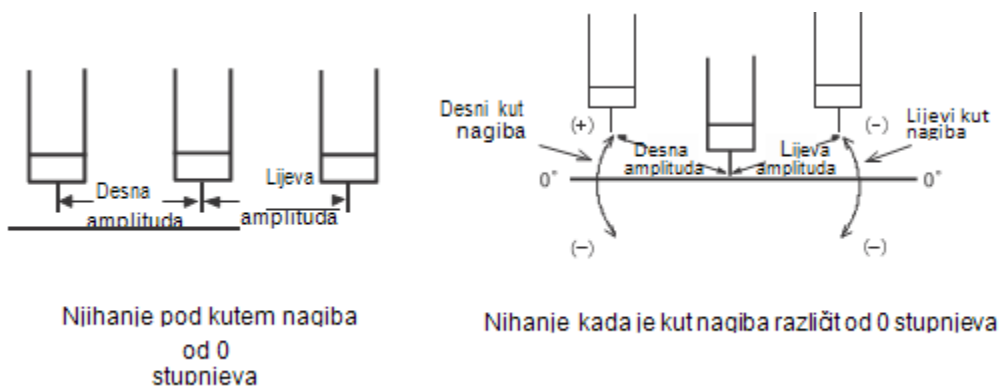 Desna
amplituda
Lijeva
amplituda
Njihanje pod kutem nagiba
od 0
stupnjeva
Desni kut
nagiba
(+)
Desna
amplituda
Lijeva
amplituda
(−)
Lijevi kut
nagiba
0°
0°
(−)
(−)
Nihanje kada je kut nagiba različit od 0 stupnjeva